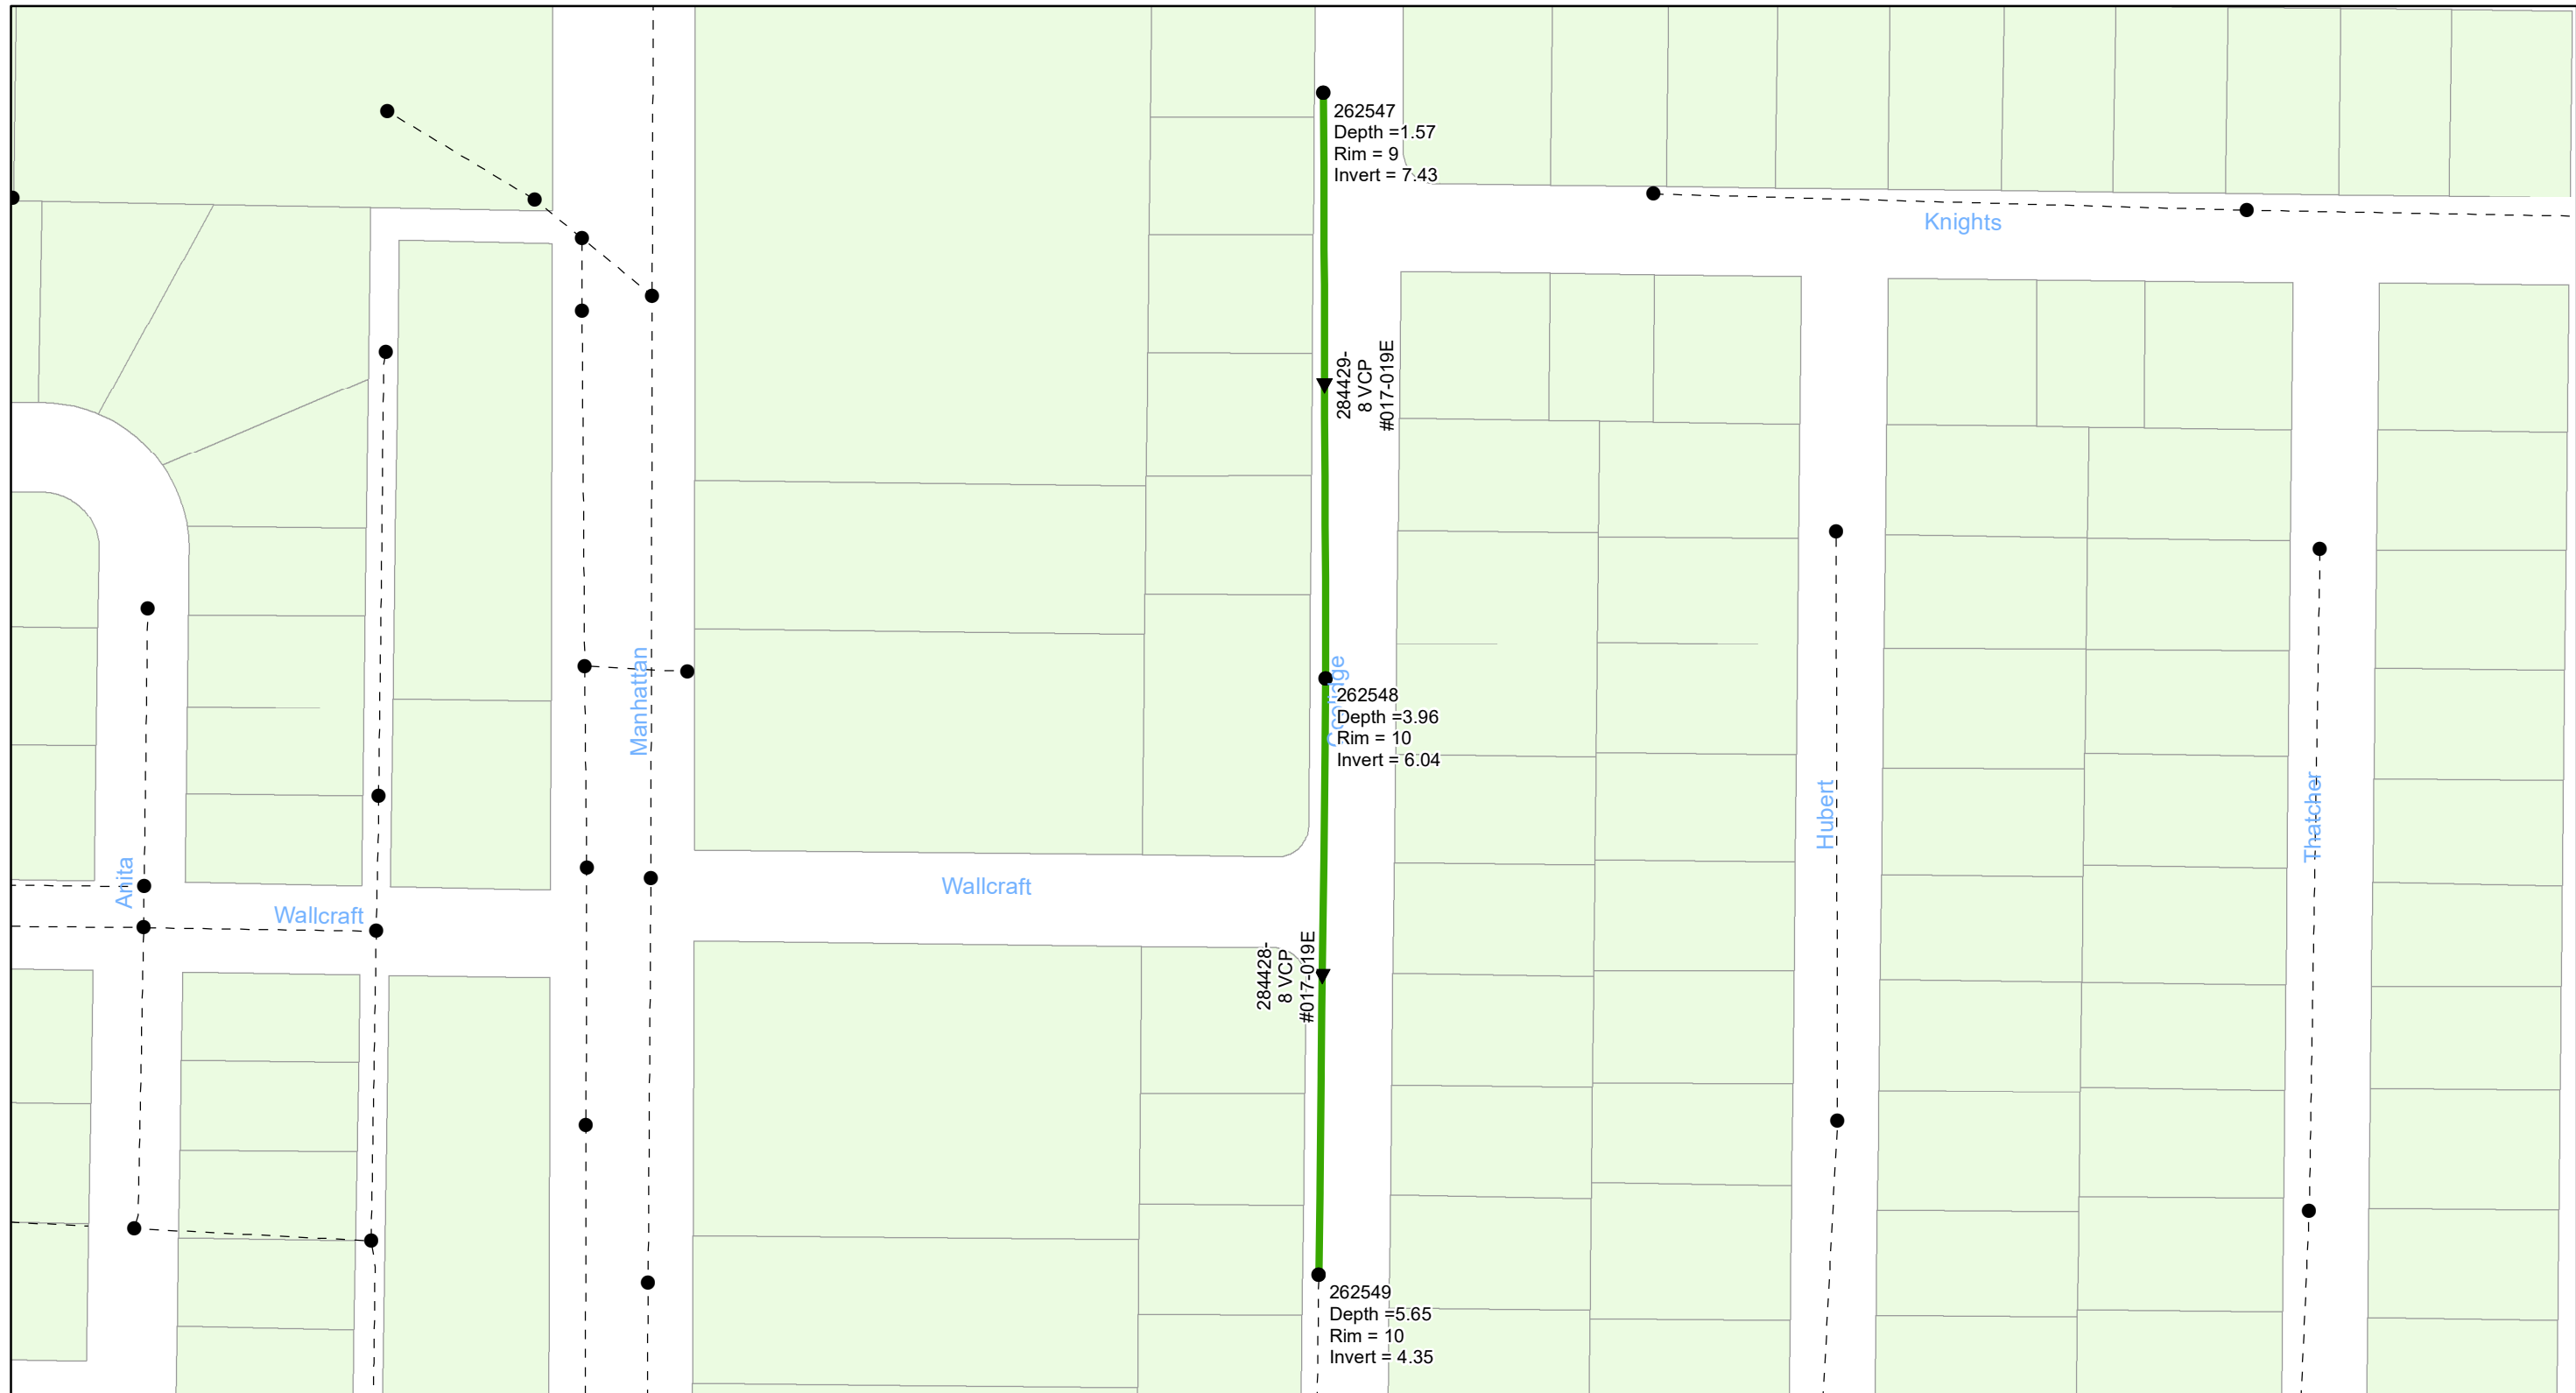 262547
Depth =1.57
Rim = 9
Invert = 7.43
Knights
284429-
8 VCP
#017-019E
Manhattan
262548
Depth =3.96
Rim = 10
Invert = 6.04
Hubert
Thatcher
Anita
Wallcraft
Wallcraft
284428-
8 VCP
#017-019E
262549
Depth =5.65
Rim = 10
Invert = 4.35